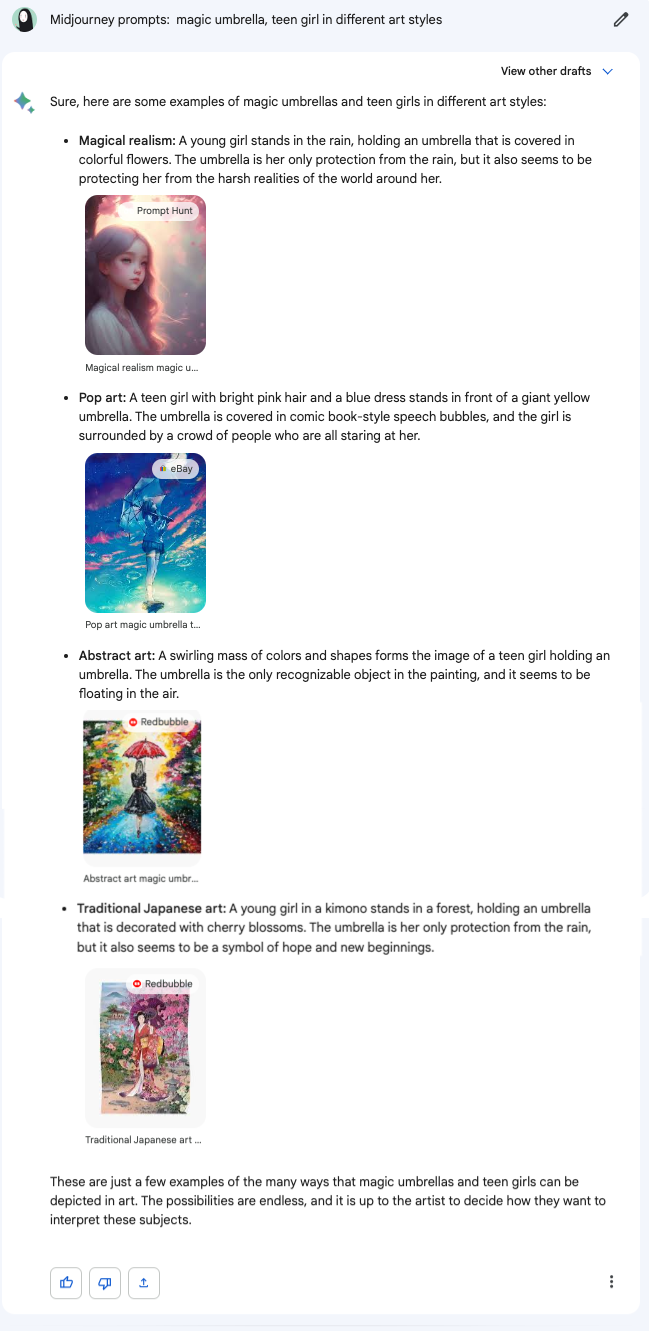 Midjourney prompts:  magic umbrella, teen girl in different art styles
View other drafts
Sure, here are some examples of magic umbrellas and teen girls in different art styles:
• Magical realism: A young girl stands in the rain, holding an umbrella that is covered in
colorful flowers. The umbrella is her only protection from the rain, but it also seems to be
protecting her from the harsh realities of the world around her.
Prompt Hunt
Magical realism magic u...
• Pop art: A teen girl with bright pink hair and a blue dress stands in front of a giant yellow
umbrella. The umbrella is covered in comic book-style speech bubbles, and the girl is
surrounded by a crowd of people who are all staring at her.
eBay
Pop art magic umbrella t...
• Abstract art: A swirling mass of colors and shapes forms the image of a teen girl holding an
umbrella. The umbrella is the only recognizable object in the painting, and it seems to be
floating in the air.
Redbubble
Abstract art magic umbr...
• Traditional Japanese art: A young girl in a kimono stands in a forest, holding an umbrella
that is decorated with cherry blossoms. The umbrella is her only protection from the rain,
but it also seems to be a symbol of hope and new beginnings.
Redbubble
Traditional Japanese art ...
These are just a few examples of the many ways that magic umbrellas and teen girls can be
depicted in art. The possibilities are endless, and it is up to the artist to decide how they want to
interpret these subjects.